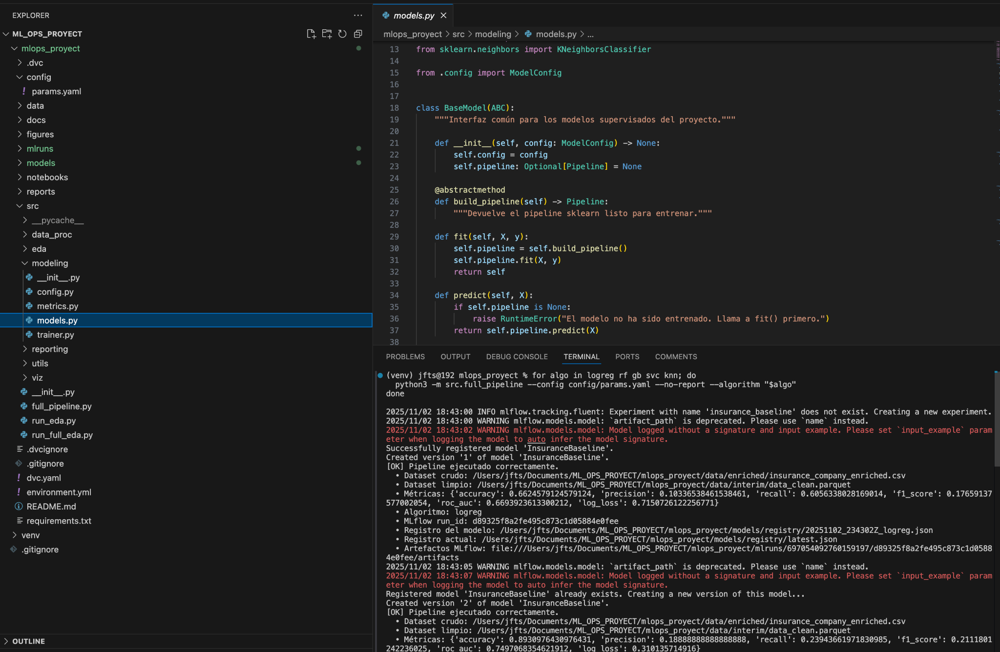 EXPLORER
ML_OPS_PROYECT
mlops_proyect
.dvc
config
! params.yaml
data
docs
figures
mlruns
models
notebooks
reports
src
__pycache__
data_proc
eda
modeling
__init__.py
config.py
metrics.py
models.py
trainer.py
reporting
utils
viz
__init__.py
full_pipeline.py
run_eda.py
run_full_eda.py
.dvcignore
.gitignore
! dvc.yaml
! environment.yml
README.md
requirements.txt
venv
.gitignore
OUTLINE
models.py
mlops_proyect > src > modeling > models.py > ...
13 from sklearn.neighbors import KNeighborsClassifier
14
15 from .config import ModelConfig
16
17
18 class BaseModel(ABC):
19 """Interfaz común para los modelos supervisados del proyecto."""
20
21 def __init__(self, config: ModelConfig) -> None:
22 self.config = config
23 self.pipeline: Optional[Pipeline] = None
24
25 @abstractmethod
26 def build_pipeline(self) -> Pipeline:
27 """Devuelve el pipeline sklearn listo para entrenar."""
28
29 def fit(self, X, y):
30 self.pipeline = self.build_pipeline()
31 self.pipeline.fit(X, y)
32 return self
33
34 def predict(self, X):
35 if self.pipeline is None:
36 raise RuntimeError("El modelo no ha sido entrenado. Llama a fit() primero.")
37 return self.pipeline.predict(X)
38
PROBLEMS OUTPUT DEBUG CONSOLE TERMINAL PORTS COMMENTS
(venv) jfts@192 mlops_proyect % for algo in logreg rf gb svc knn; do
python3 -m src.full_pipeline --config config/params.yaml --no-report --algorithm "$algo"
done
2025/11/02 18:43:00 INFO mlflow.tracking.fluent: Experiment with name 'insurance_baseline' does not exist. Creating a new experiment.
2025/11/02 18:43:00 WARNING mlflow.models.model: `artifact_path` is deprecated. Please use `name` instead.
2025/11/02 18:43:02 WARNING mlflow.models.model: Model logged without a signature and input example. Please set `input_example` param
eter when logging the model to auto infer the model signature.
Successfully registered model 'InsuranceBaseline'.
Created version '1' of model 'InsuranceBaseline'.
[OK] Pipeline ejecutado correctamente.
• Dataset crudo: /Users/jfts/Documents/ML_OPS_PROYECT/mlops_proyect/data/enriched/insurance_company_enriched.csv
• Dataset limpio: /Users/jfts/Documents/ML_OPS_PROYECT/mlops_proyect/data/interim/data_clean.parquet
• Métricas: {'accuracy': 0.6624579124579124, 'precision': 0.10336538461538461, 'recall': 0.6056338028169014, 'f1_score': 0.17659137
577002054, 'roc_auc': 0.6693923613300212, 'log_loss': 0.7150726122256771}
• Algoritmo: logreg
• MLflow run_id: d89325f8a2fe495c873c1d05884e0fee
• Registro del modelo: /Users/jfts/Documents/ML_OPS_PROYECT/mlops_proyect/models/registry/20251102_234302Z_logreg.json
• Registro actual: /Users/jfts/Documents/ML_OPS_PROYECT/mlops_proyect/models/registry/latest.json
• Artefactos MLflow: file:///Users/jfts/Documents/ML_OPS_PROYECT/mlops_proyect/mlruns/697054092760159197/d89325f8a2fe495c873c1d0588
4e0fee/artifacts
2025/11/02 18:43:05 WARNING mlflow.models.model: `artifact_path` is deprecated. Please use `name` instead.
2025/11/02 18:43:07 WARNING mlflow.models.model: Model logged without a signature and input example. Please set `input_example` param
eter when logging the model to auto infer the model signature.
Registered model 'InsuranceBaseline' already exists. Creating a new version of this model...
Created version '2' of model 'InsuranceBaseline'.
[OK] Pipeline ejecutado correctamente.
• Dataset crudo: /Users/jfts/Documents/ML_OPS_PROYECT/mlops_proyect/data/enriched/insurance_company_enriched.csv
• Dataset limpio: /Users/jfts/Documents/ML_OPS_PROYECT/mlops_proyect/data/interim/data_clean.parquet
• Métricas: {'accuracy': 0.8930976430976431, 'precision': 0.18888888888888888, 'recall': 0.23943661971830985, 'f1_score': 0.2111801
242236025, 'roc_auc': 0.7497068354621912, 'log_loss': 0.310135714916}